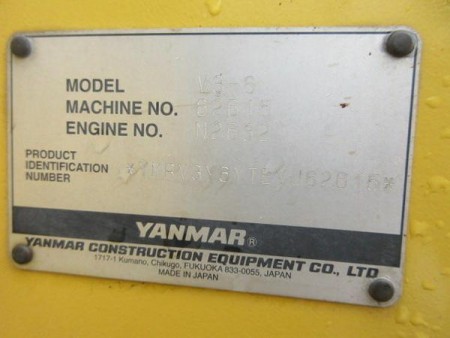 MODEL
MACHINE NO.
ENGINE NO.
PRODUCT
IDENTIFICATION
NUMBER
YANMAR®
YANMAR CONSTRUCTION EQUIPMENT CO., LTD
1717-1 Kumano, Chikugo, FUKUOKA 833-0055, JAPAN
MADE IN JAPAN